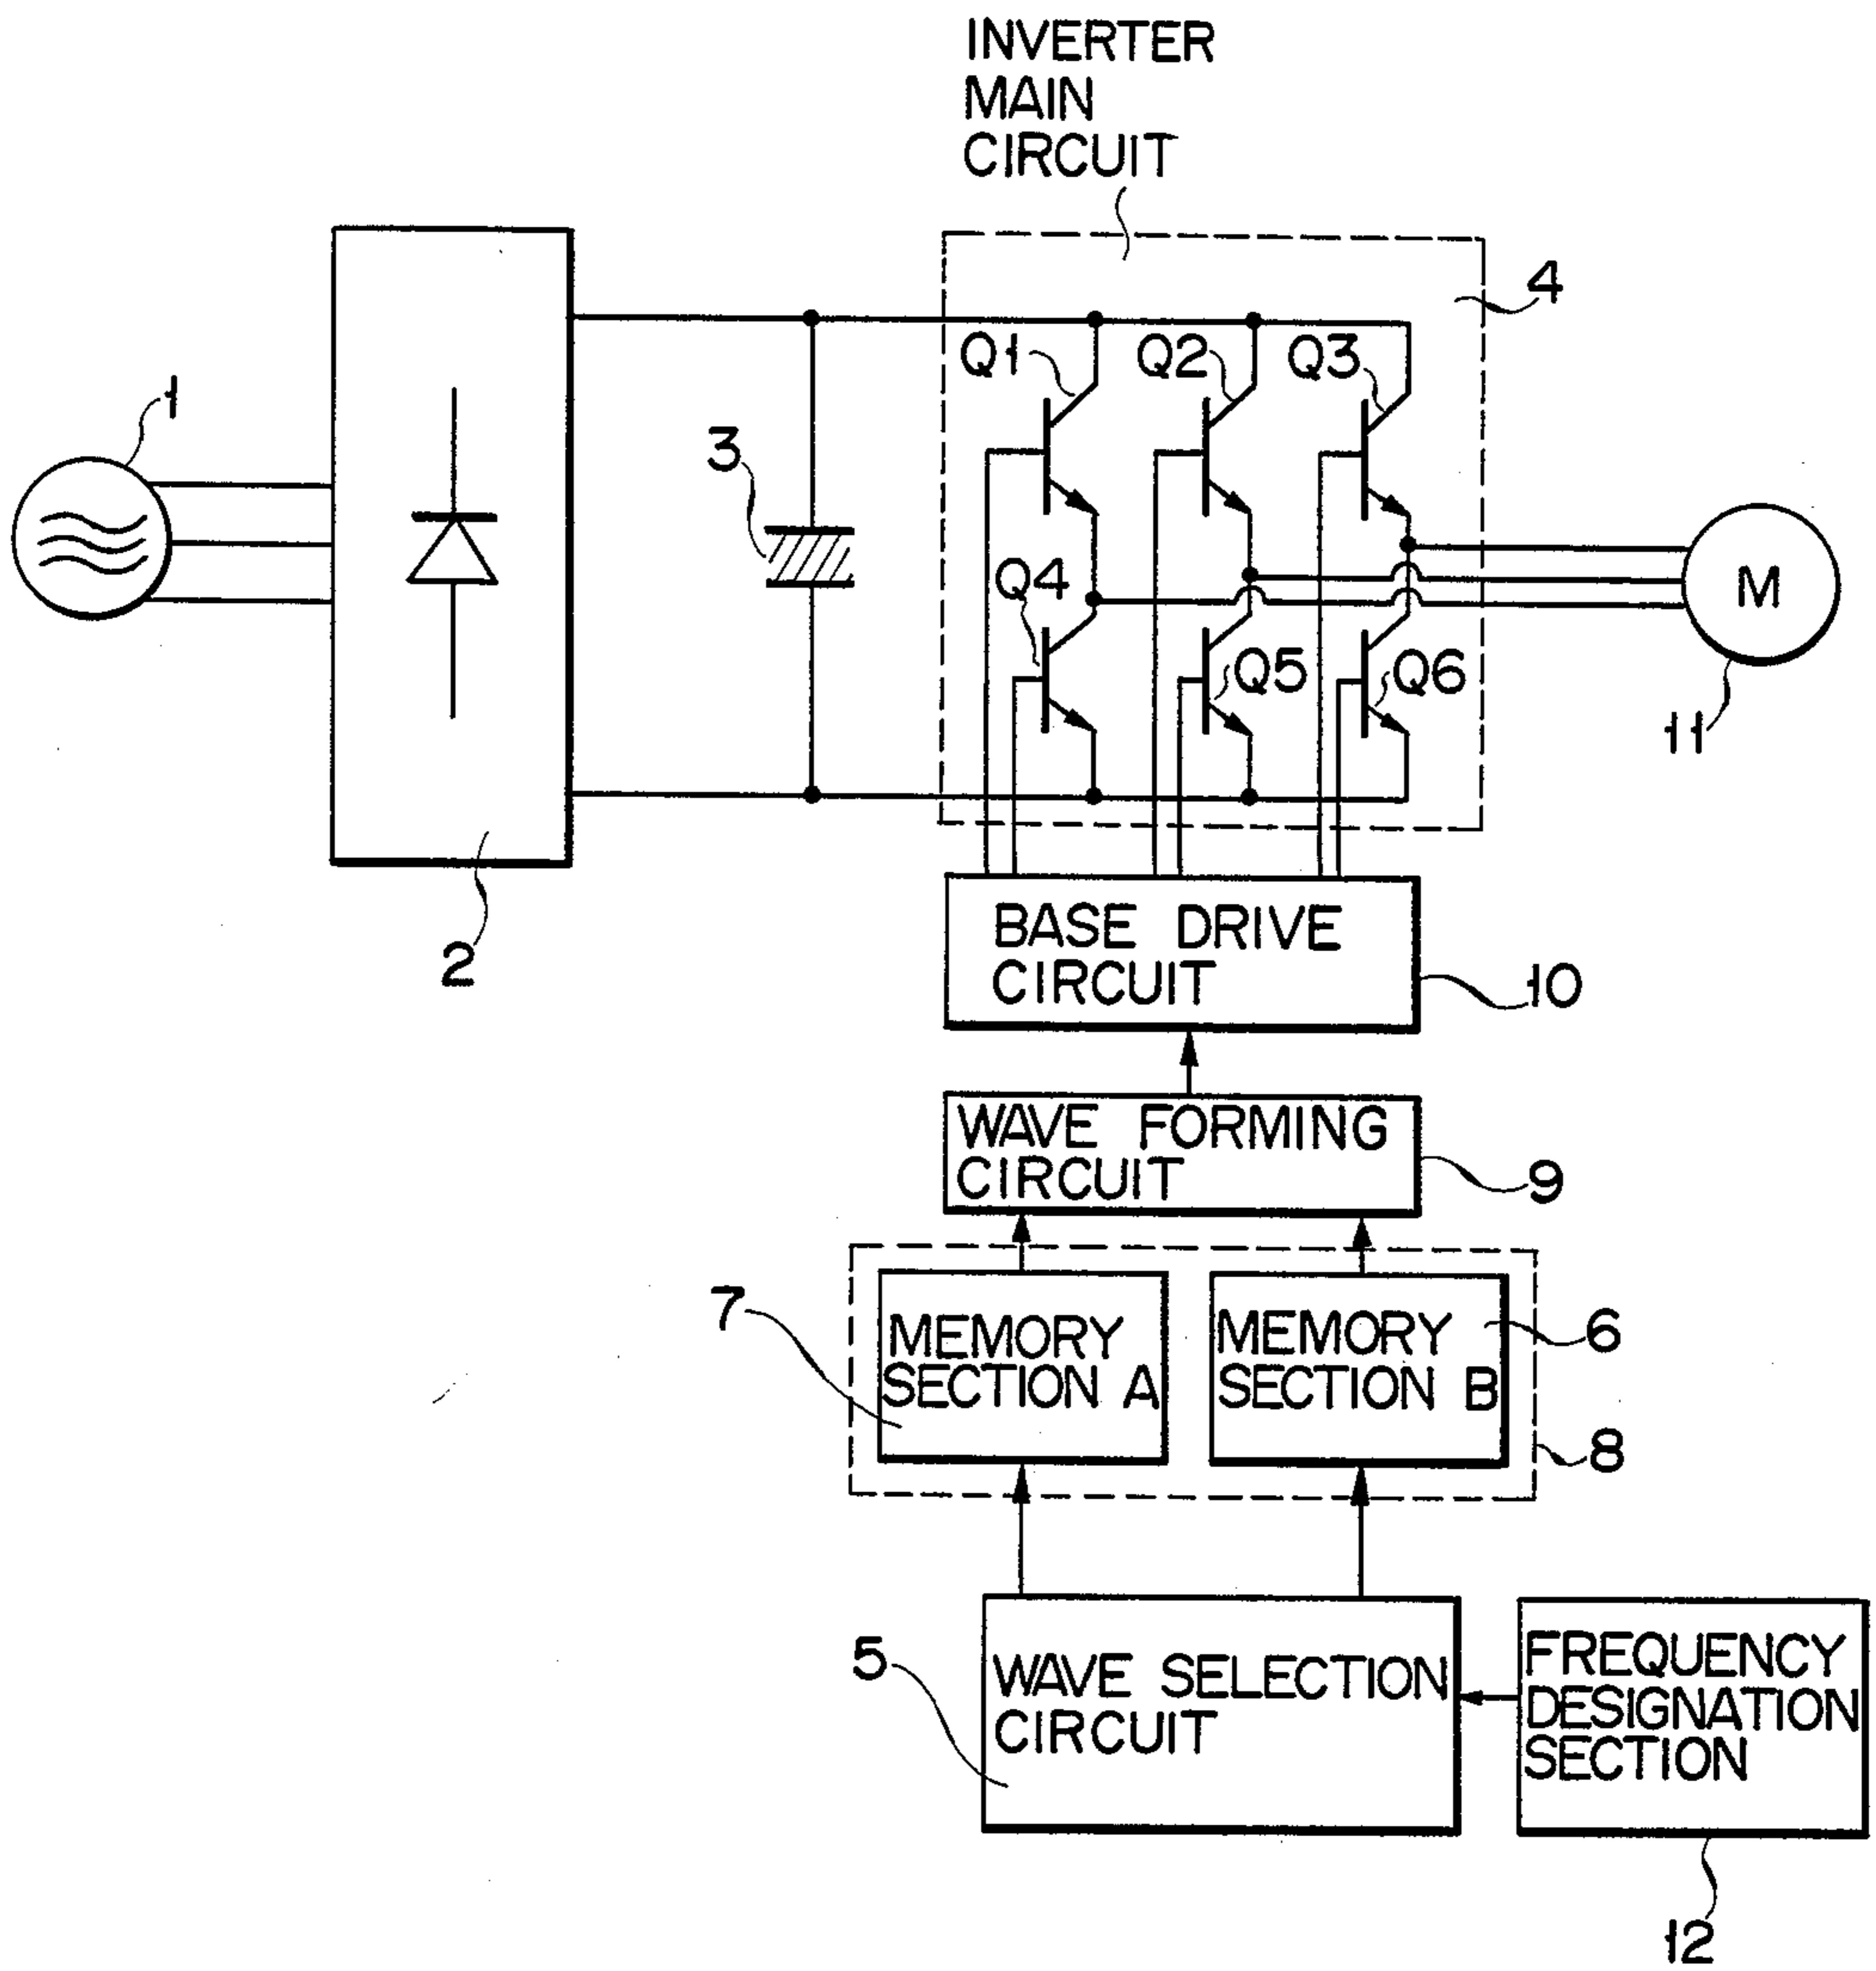 INVERTER
MAIN
CIRCUIT
4
Q1
Q2
Q3
1
3
Q4
M
Q5
Q6
11
2
BASE DRIVE
CIRCUIT
10
WAVE FORMING
CIRCUIT
9
7
MEMORY
SECTION A
MEMORY
SECTION B
6
8
5
WAVE SELECTION
CIRCUIT
FREQUENCY
DESIGNATION
SECTION
12